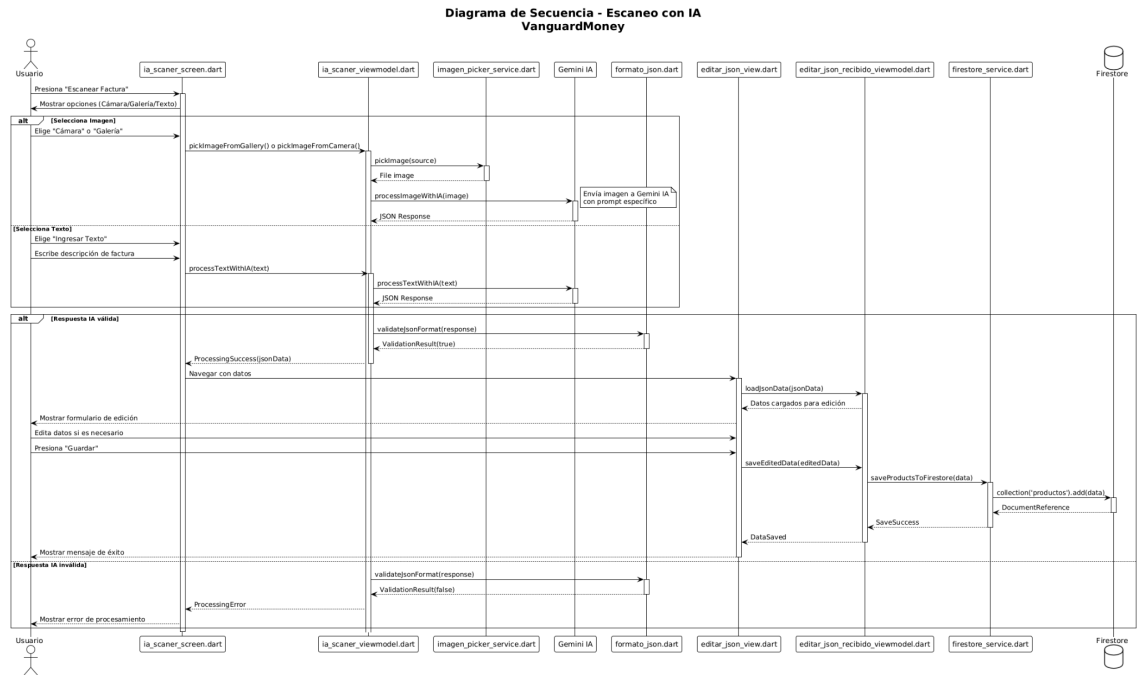 Diagrama de Secuencia - Escaneo con IA
VanguardMoney
Usuario
ia_scaner_screen.dart
ia_scaner_viewmodel.dart
imagen_picker_service.dart
Gemini IA
formato_json.dart
editar_json_view.dart
editar_json_recibido_viewmodel.dart
firestore_service.dart
Firestore
Presiona "Escanear Factura"
Mostrar opciones (Cámara/Galería/Texto)
alt
[Selecciona Imagen]
Elige "Cámara" o "Galería"
pickImageFromGallery() o pickImageFromCamera()
pickImage(source)
File image
processImageWithIA(image)
Envía imagen a Gemini IA
con prompt específico
JSON Response
[Selecciona Texto]
Elige "Ingresar Texto"
Escribe descripción de factura
processTextWithIA(text)
processTextWithIA(text)
JSON Response
alt
[Respuesta IA válida]
validateJsonFormat(response)
ValidationResult(true)
ProcessingSuccess(jsonData)
Navegar con datos
loadJsonData(jsonData)
Datos cargados para edición
Mostrar formulario de edición
Edita datos si es necesario
Presiona "Guardar"
saveEditedData(editedData)
saveProductsToFirestore(data)
collection('productos').add(data)
DocumentReference
SaveSuccess
DataSaved
Mostrar mensaje de éxito
[Respuesta IA inválida]
validateJsonFormat(response)
ValidationResult(false)
ProcessingError
Mostrar error de procesamiento
Usuario
ia_scaner_screen.dart
ia_scaner_viewmodel.dart
imagen_picker_service.dart
Gemini IA
formato_json.dart
editar_json_view.dart
editar_json_recibido_viewmodel.dart
firestore_service.dart
Firestore